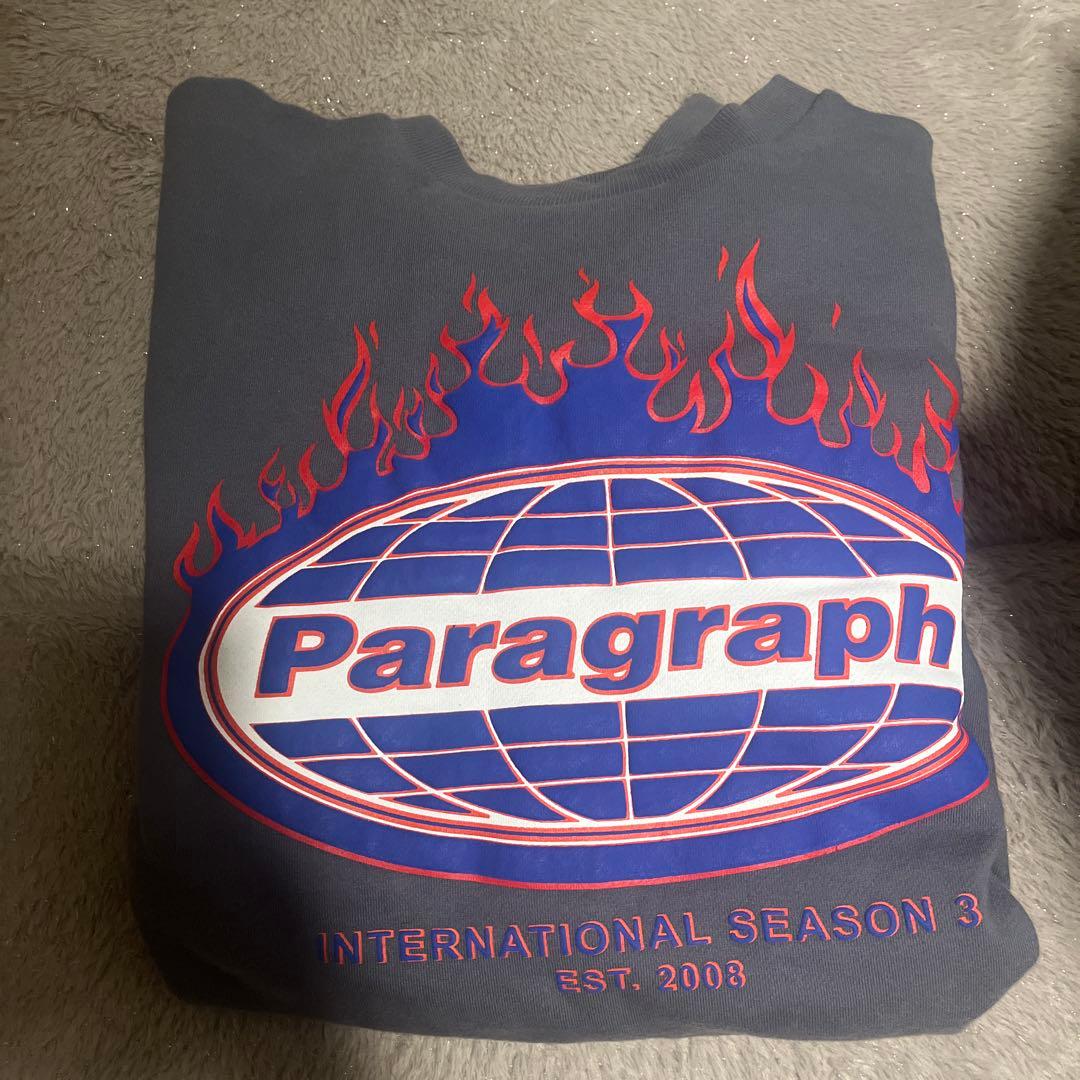 Paragraph
INTERNATIONAL SEASON 3
EST. 2008